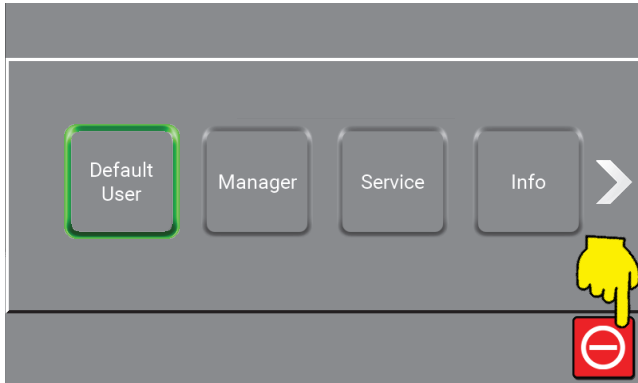 Default
User
Manager
Service
Info